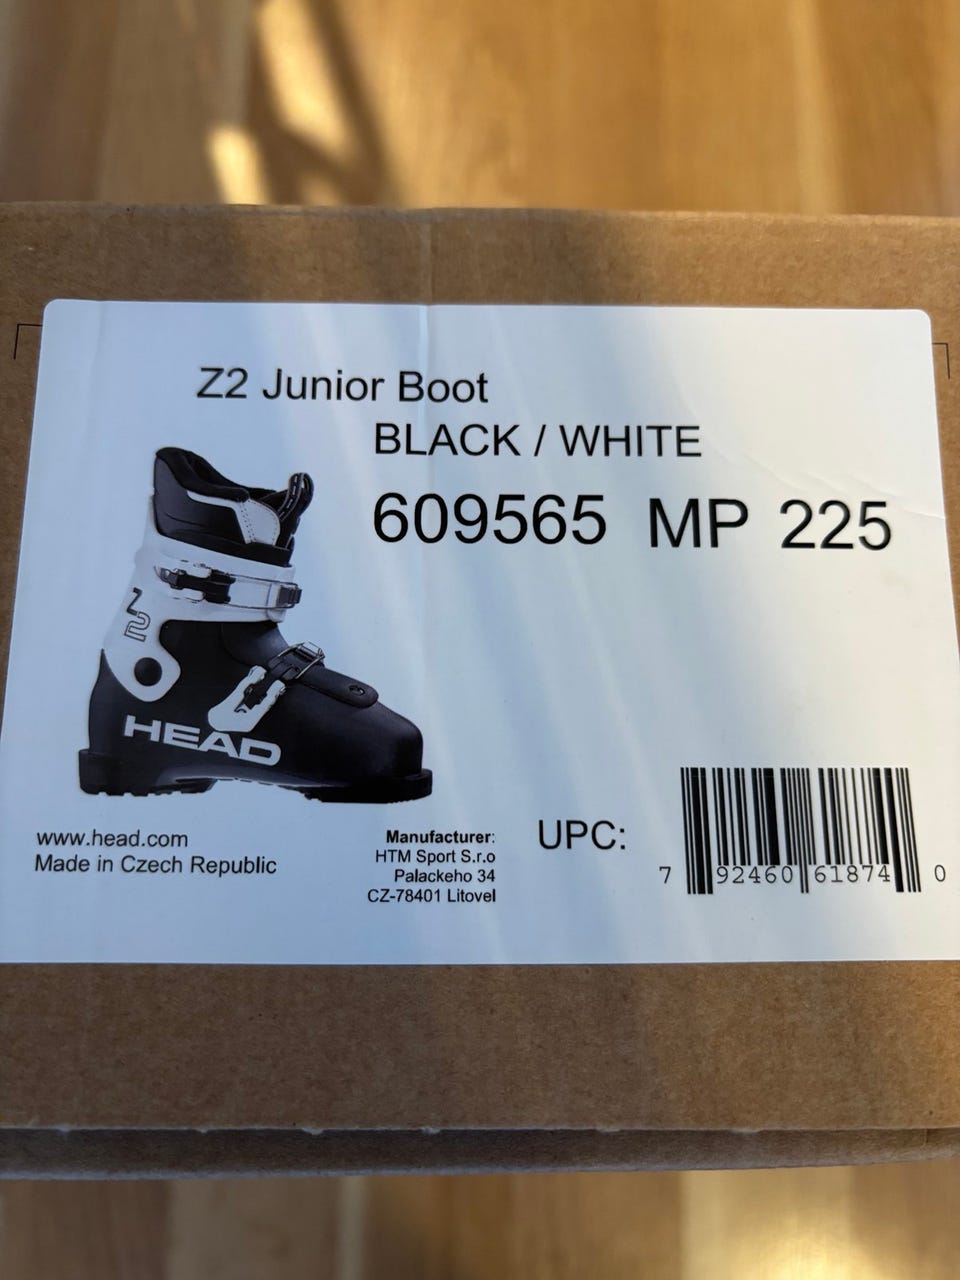 Z2 Junior Boot
BLACK / WHITE
609565 MP 225
Z2
HEAD
www.head.com
Made in Czech Republic
Manufacturer:
HTM Sport S.r.o
Palackeho 34
CZ-78401 Litovel
UPC:
7 92460 61874 0